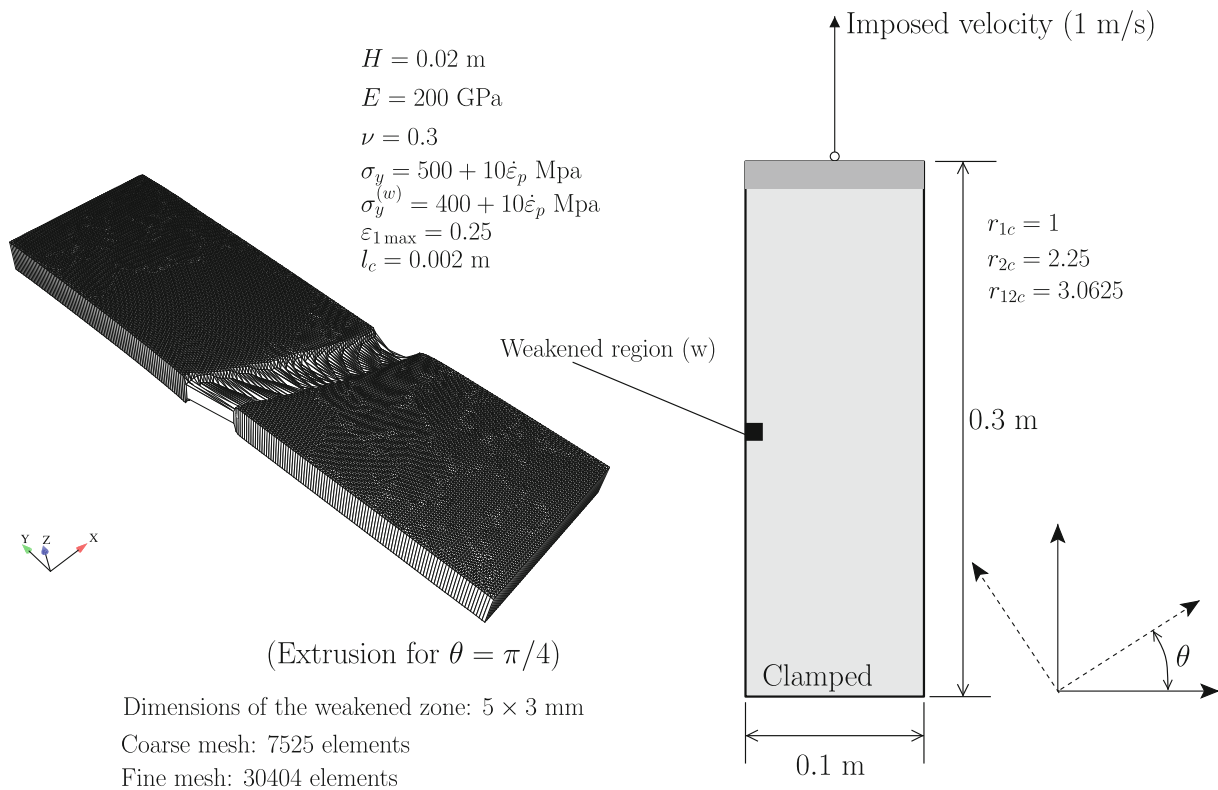 Imposed velocity (1 m/s)
H = 0.02 m
E = 200 GPa
ν = 0.3
σ_y = 500 + 10ε̇_p Mpa
σ_y^(w) = 400 + 10ε̇_p Mpa
ε_1 max = 0.25
l_c = 0.002 m
r_1c = 1
r_2c = 2.25
r_12c = 3.0625
Weakened region (w)
0.3 m
Y Z X
θ
(Extrusion for θ = π/4)
Clamped
Dimensions of the weakened zone: 5 × 3 mm
Coarse mesh: 7525 elements
Fine mesh: 30404 elements
0.1 m